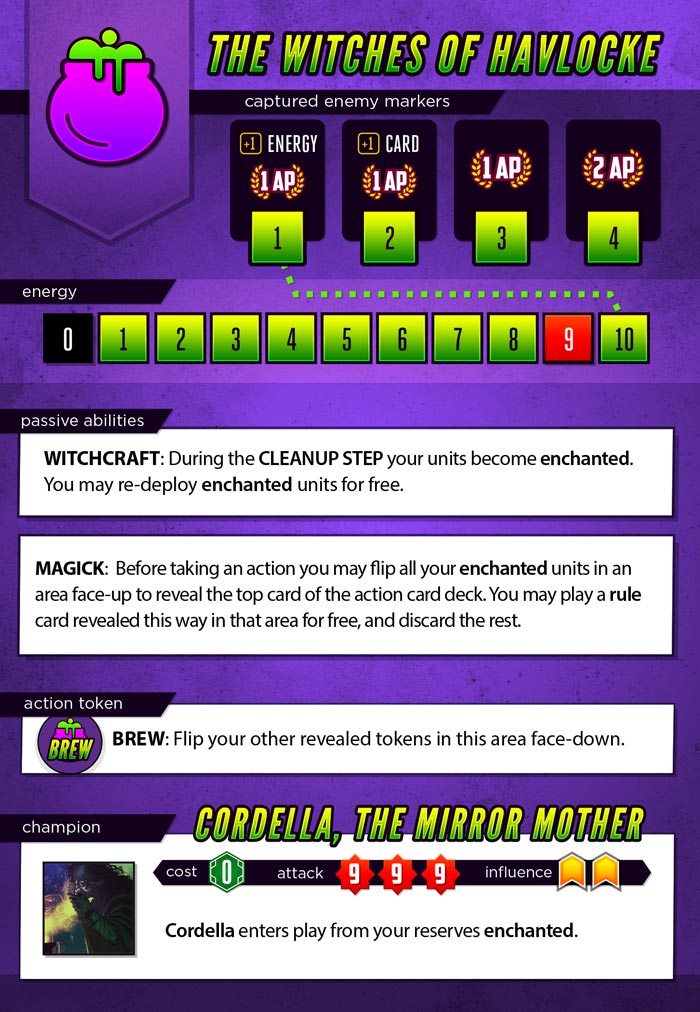 THE WITCHES OF HAVLOCKE
captured enemy markers
+1 ENERGY
1 AP
1
+1 CARD
1 AP
2
1 AP
3
2 AP
4
energy
0 1 2 3 4 5 6 7 8 9 10
passive abilities
WITCHCRAFT: During the CLEANUP STEP your units become enchanted.
You may re-deploy enchanted units for free.
MAGICK: Before taking an action you may flip all your enchanted units in an
area face-up to reveal the top card of the action card deck. You may play a rule
card revealed this way in that area for free, and discard the rest.
action token
BREW
BREW: Flip your other revealed tokens in this area face-down.
champion
CORDELLA, THE MIRROR MOTHER
cost 0 attack 9 9 9 influence
Cordella enters play from your reserves enchanted.